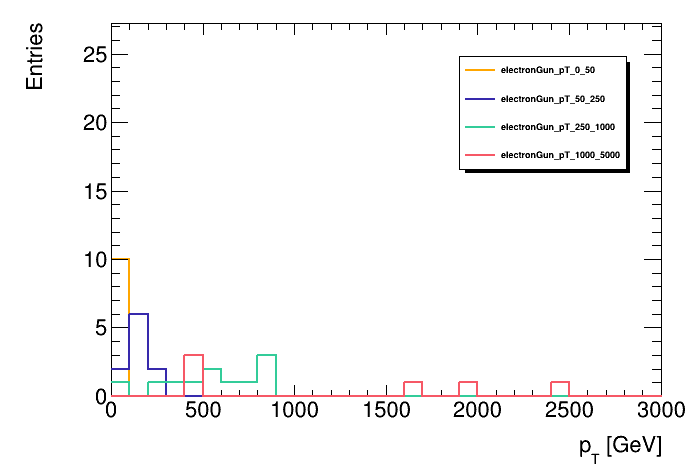 Entries
25
20
15
10
5
0
electronGun_pT_0_50
electronGun_pT_50_250
electronGun_pT_250_1000
electronGun_pT_1000_5000
0 500 1000 1500 2000 2500 3000
p_T [GeV]